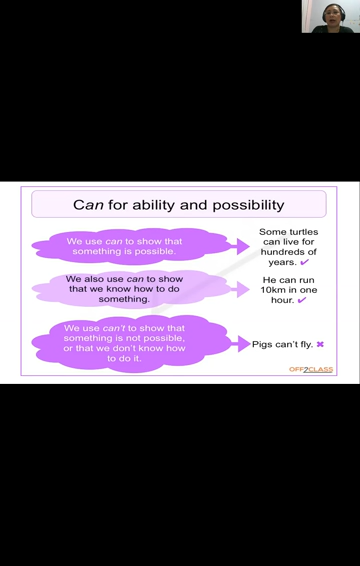 Can for ability and possibility
We use can to show that
something is possible.
Some turtles
can live for
hundreds of
years. ✓
We also use can to show
that we know how to do
something.
He can run
10km in one
hour. ✓
We use can't to show that
something is not possible,
or that we don't know how
to do it.
Pigs can't fly. ✖
OFF2CLASS